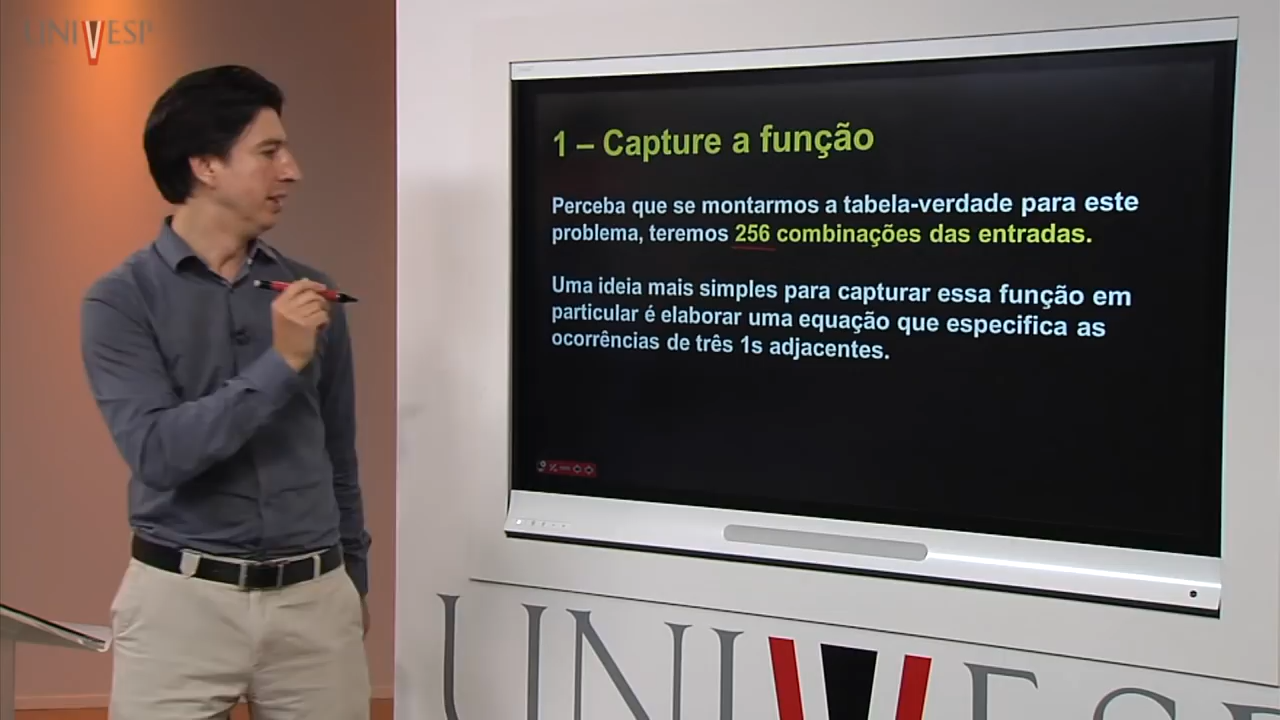 UNIVESP
1 – Capture a função
Perceba que se montarmos a tabela-verdade para este
problema, teremos 256 combinações das entradas.
Uma ideia mais simples para capturar essa função em
particular é elaborar uma equação que especifica as
ocorrências de três 1s adjacentes.
UNIVESP